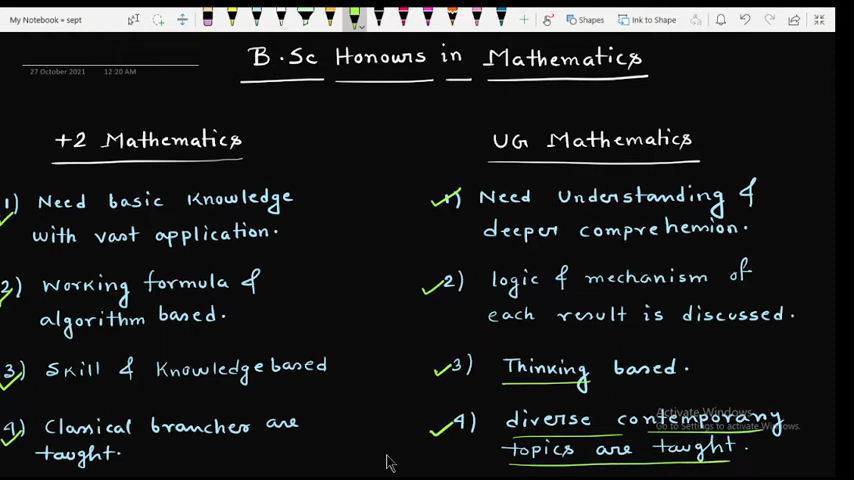 My Notebook » sept
Shapes
Ink to Shape
27 October 2021 12:20 AM
B.Sc Honours in Mathematics
+2 Mathematics
1) Need basic Knowledge
with vast application.
2) Working formula &
algorithm based.
3) Skill & Knowledge based
4) Classical branches are
taught.
UG Mathematics
1) Need Understanding &
deeper comprehemion.
2) logic & mechanism of
each result is discussed.
3) Thinking based.
4) diverse contemporary
topics are taught.
Activate Windows
Go to Settings to activate Windows.